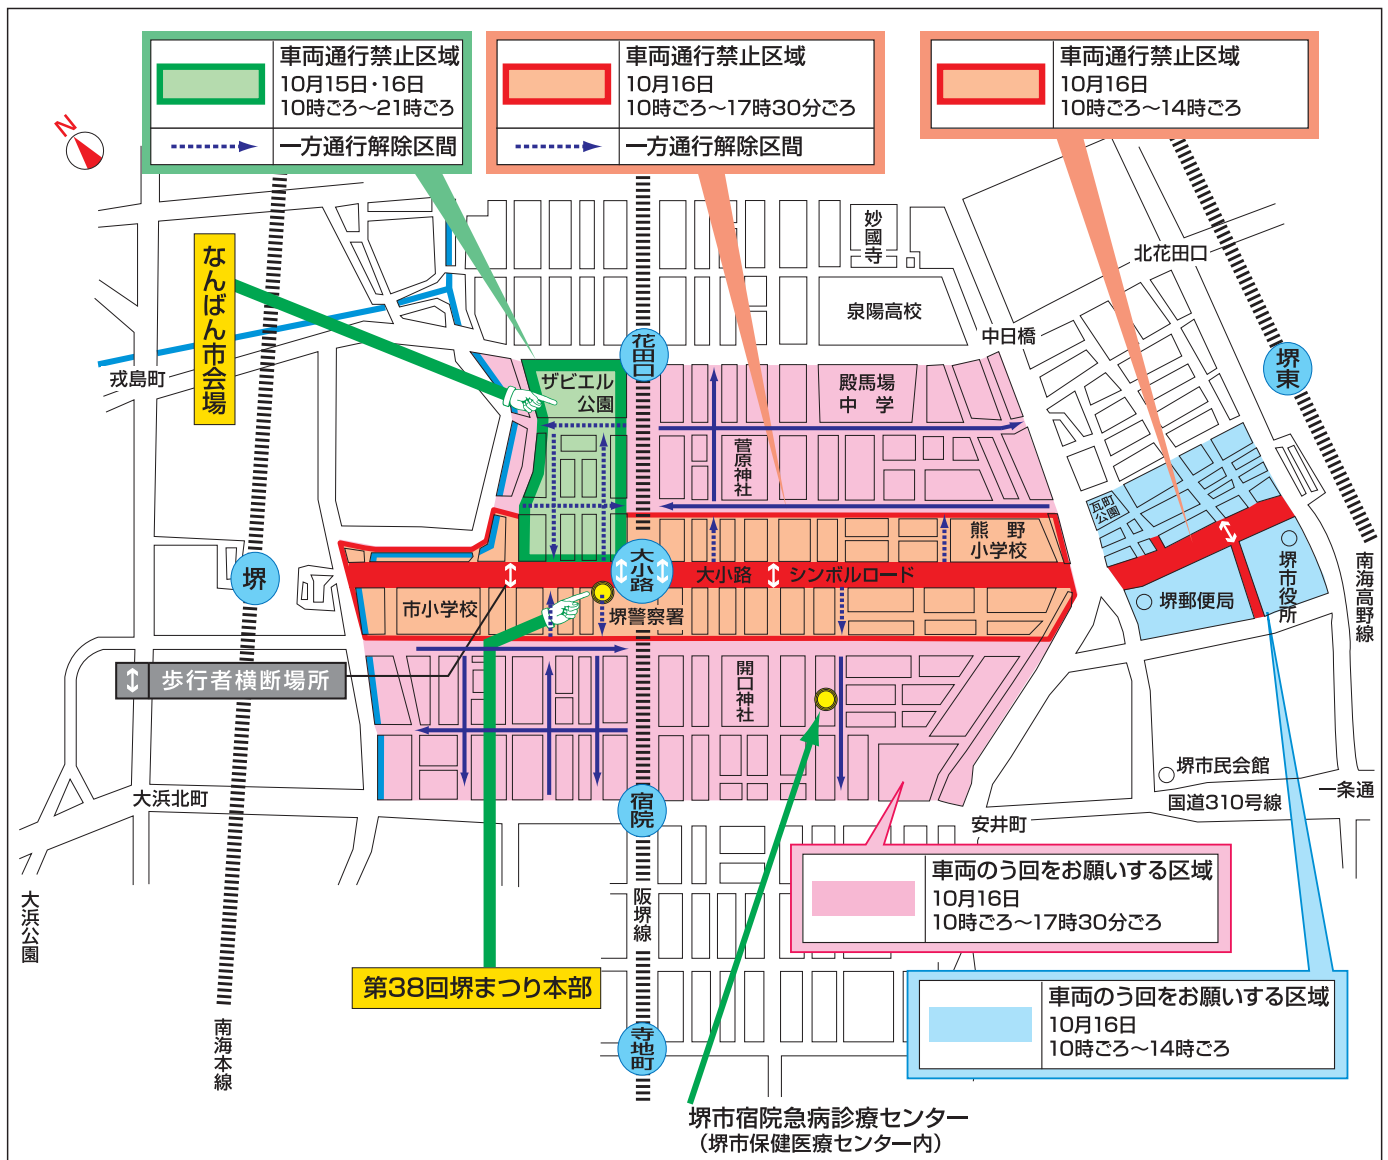 車両通行禁止区域
10月15日・16日
10時ごろ〜21時ごろ
一方通行解除区間
車両通行禁止区域
10月16日
10時ごろ〜17時30分ごろ
一方通行解除区間
車両通行禁止区域
10月16日
10時ごろ〜14時ごろ
N
なんばん市会場
妙國寺
泉陽高校
北花田口
中日橋
戎島町
花田口
堺東
ザビエル
公園
殿馬場
中学
菅原神社
瓦町
公園
熊野
小学校
堺
大小路
大小路
シンボルロード
市小学校
堺警察署
堺郵便局
堺市役所
南海高野線
歩行者横断場所
開口神社
堺市民会館
国道310号線
一条通
大浜北町
宿院
安井町
大浜公園
阪堺線
車両のう回をお願いする区域
10月16日
10時ごろ〜17時30分ごろ
第38回堺まつり本部
車両のう回をお願いする区域
10月16日
10時ごろ〜14時ごろ
南海本線
寺地町
堺市宿院急病診療センター
（堺市保健医療センター内）